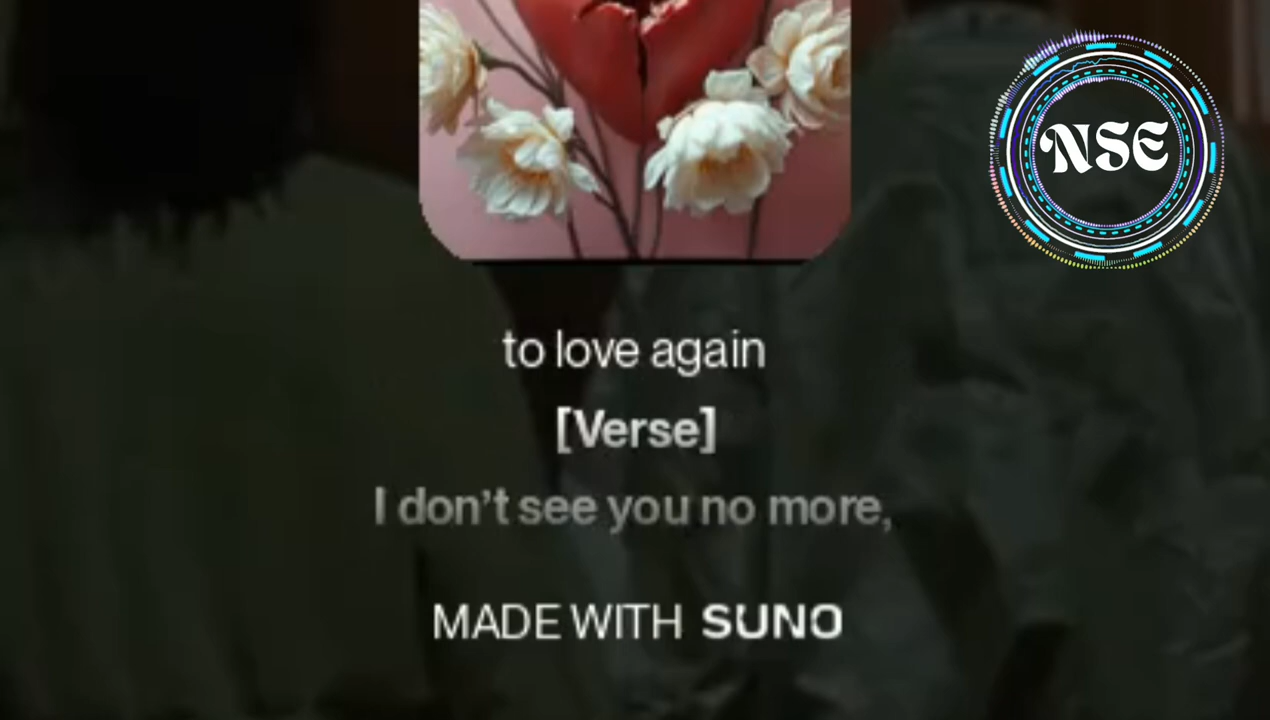 NSE
to love again
[Verse]
I don't see you no more,
MADE WITH SUNO